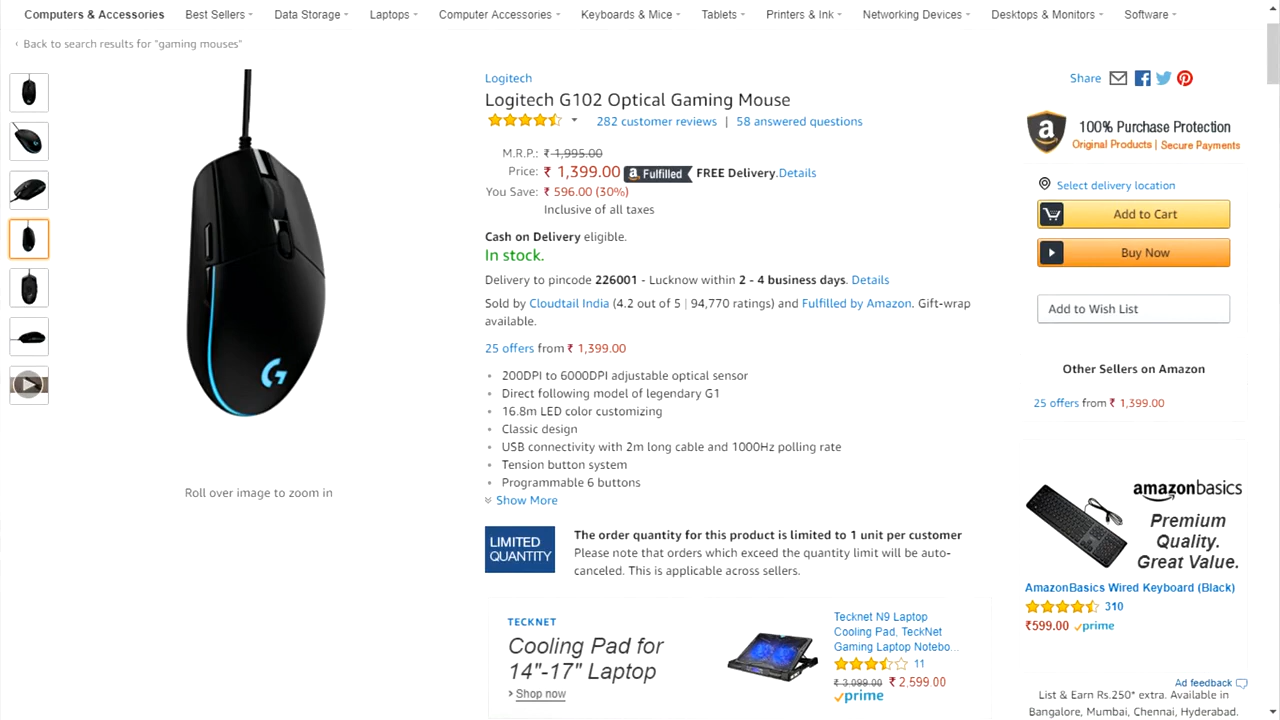 Computers & Accessories Best Sellers Data Storage Laptops Computer Accessories Keyboards & Mice Tablets Printers & Ink Networking Devices Desktops & Monitors Software
‹ Back to search results for "gaming mouses"
Logitech
Logitech G102 Optical Gaming Mouse
282 customer reviews | 58 answered questions
M.R.P.: ₹ 1,995.00
Price: ₹ 1,399.00 a Fulfilled FREE Delivery.Details
You Save: ₹ 596.00 (30%)
Inclusive of all taxes
Cash on Delivery eligible.
In stock.
Delivery to pincode 226001 - Lucknow within 2 - 4 business days. Details
Sold by Cloudtail India (4.2 out of 5 | 94,770 ratings) and Fulfilled by Amazon. Gift-wrap
available.
25 offers from ₹ 1,399.00
• 200DPI to 6000DPI adjustable optical sensor
• Direct following model of legendary G1
• 16.8m LED color customizing
• Classic design
• USB connectivity with 2m long cable and 1000Hz polling rate
• Tension button system
• Programmable 6 buttons
Show More
Roll over image to zoom in
LIMITED
QUANTITY
The order quantity for this product is limited to 1 unit per customer
Please note that orders which exceed the quantity limit will be auto-
canceled. This is applicable across sellers.
TECKNET
Cooling Pad for
14"-17" Laptop
› Shop now
Tecknet N9 Laptop
Cooling Pad, TeckNet
Gaming Laptop Notebo...
11
₹ 3,099.00 ₹ 2,599.00
prime
Share
a 100% Purchase Protection
Original Products | Secure Payments
Select delivery location
Add to Cart
Buy Now
Add to Wish List
Other Sellers on Amazon
25 offers from ₹ 1,399.00
amazonbasics
Premium
Quality.
Great Value.
AmazonBasics Wired Keyboard (Black)
310
₹599.00 prime
Ad feedback
List & Earn Rs.250* extra. Available in
Bangalore, Mumbai, Chennai, Hyderabad.